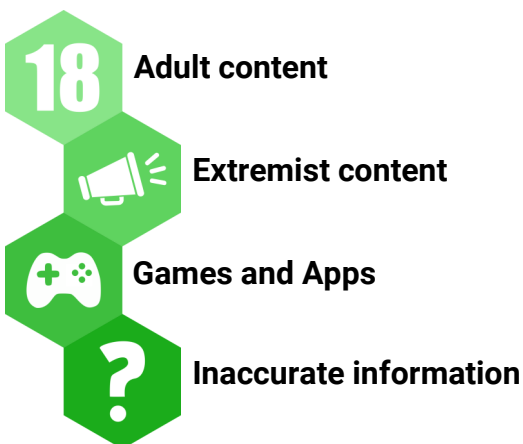 18
Adult content
Extremist content
Games and Apps
?
Inaccurate information